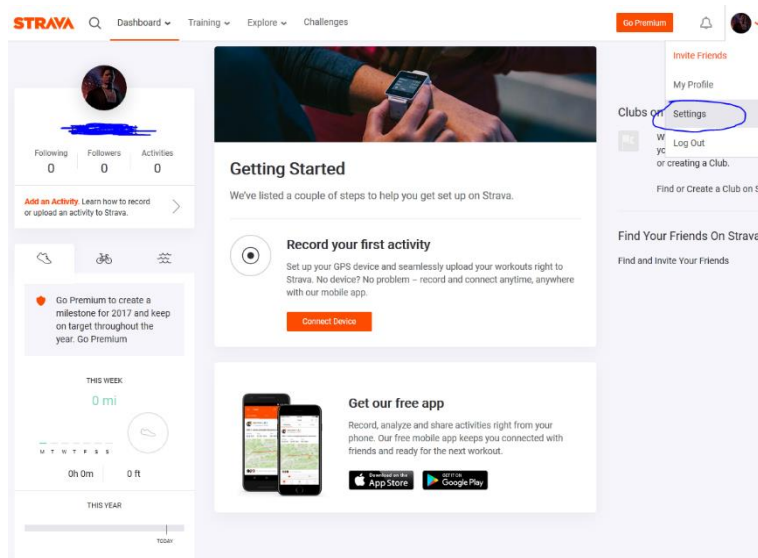 STRAVA
Dashboard
Training
Explore
Challenges
Go Premium
Invite Friends
My Profile
Settings
Log Out
Following
Followers
Activities
0
0
0
Add an Activity. Learn how to record
or upload an activity to Strava.
Go Premium to create a
milestone for 2017 and keep
on target throughout the
year. Go Premium
THIS WEEK
0 mi
M T W T F S S
0h 0m
0 ft
THIS YEAR
TODAY
Getting Started
We've listed a couple of steps to help you get set up on Strava.
Record your first activity
Set up your GPS device and seamlessly upload your workouts right to
Strava. No device? No problem – record and connect anytime, anywhere
with our mobile app.
Connect Device
Get our free app
Record, analyze and share activities right from your
phone. Our free mobile app keeps you connected with
friends and ready for the next workout.
Download on the
App Store
GET IT ON
Google Play
Clubs on
or creating a Club.
Find or Create a Club on S
Find Your Friends On Strava
Find and Invite Your Friends